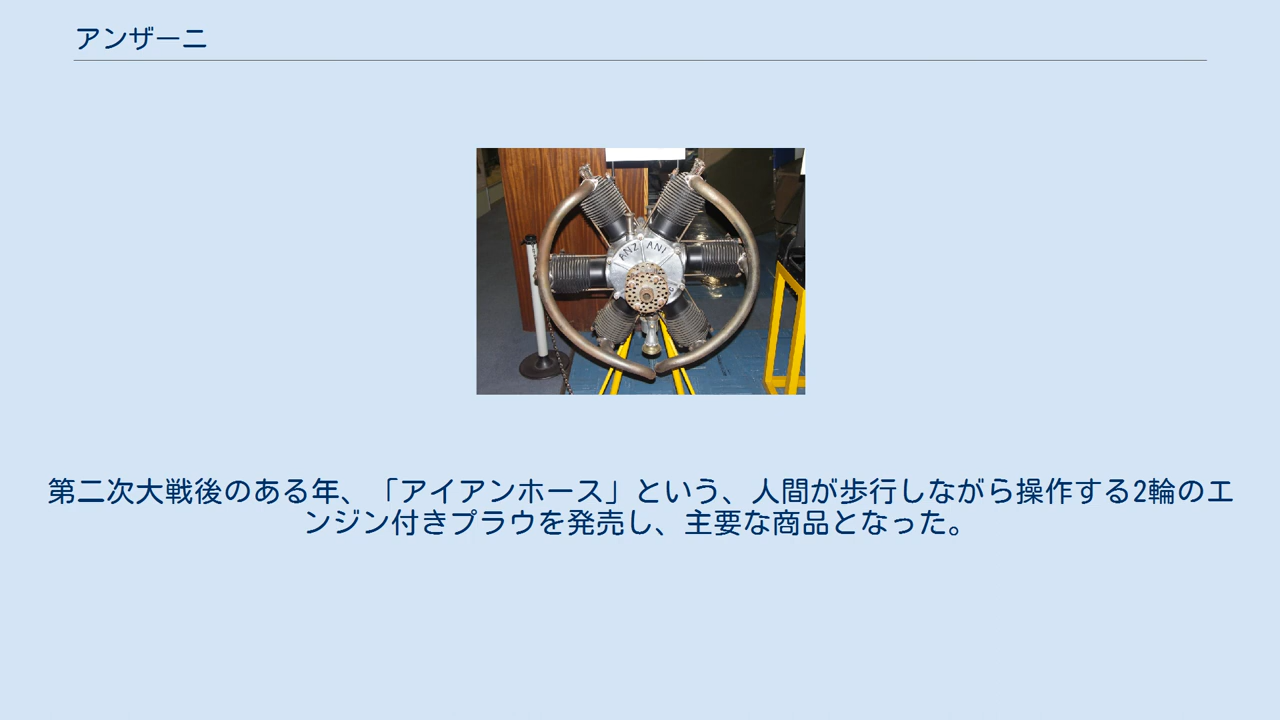 アンザーニ
ANZANI
第二次大戦後のある年、「アイアンホース」という、人間が歩行しながら操作する2輪のエ
ンジン付きプラウを発売し、主要な商品となった。